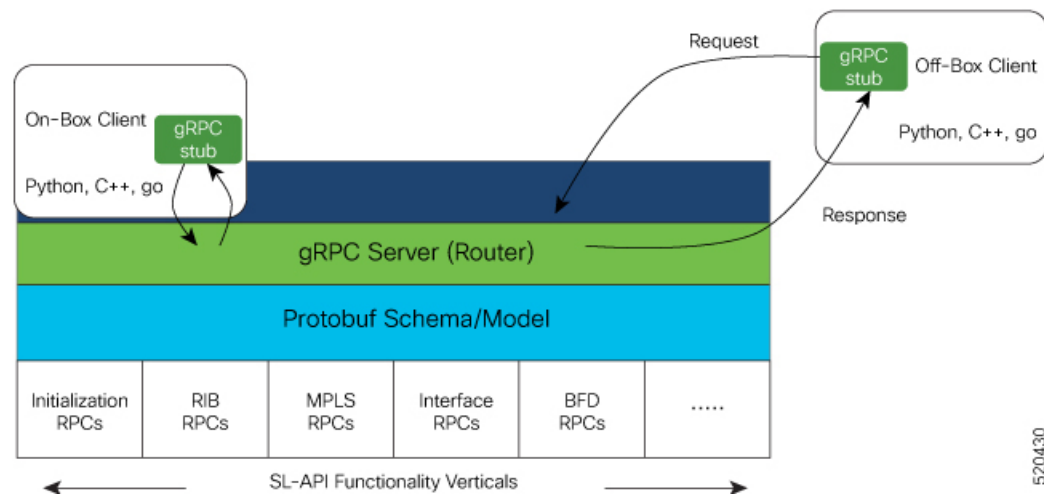 Request
gRPC
stub
Off-Box Client
Python, C++, go
On-Box Client
gRPC
stub
Python, C++, go
Response
gRPC Server (Router)
Protobuf Schema/Model
Initialization
RPCs
RIB
RPCs
MPLS
RPCs
Interface
RPCs
BFD
RPCs
.....
SL-API Functionality Verticals
520430